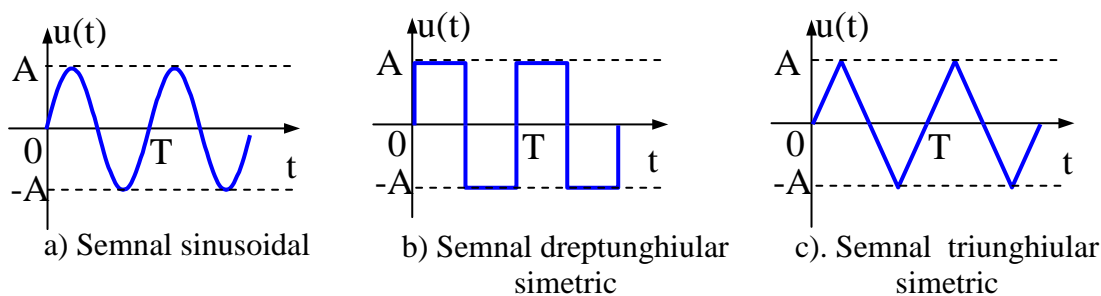 u(t)
A
0
T
t
-A
a) Semnal sinusoidal
u(t)
A
0
T
t
-A
b) Semnal dreptunghiular
simetric
u(t)
A
0
T
t
-A
c). Semnal triunghiular
simetric